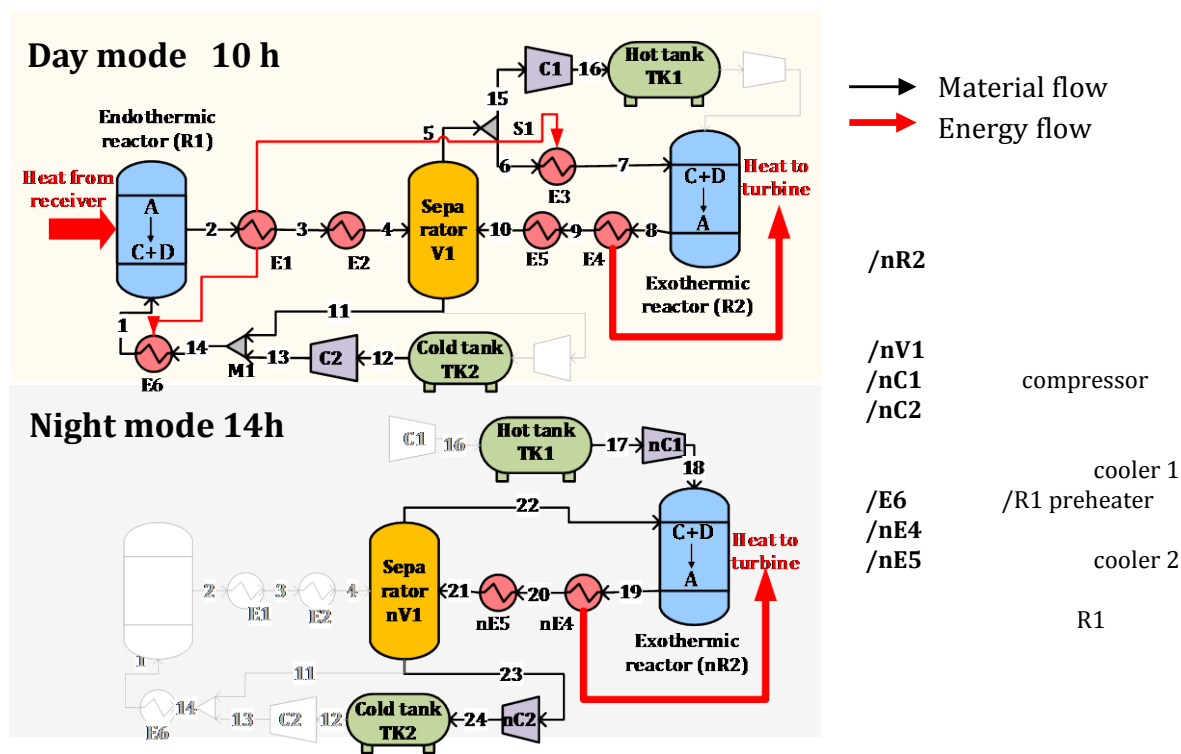 Day mode 10 h
Endothermic
reactor (R1)
Heat from
receiver
A
C+D
1
2
E1
3
E2
4
5
Sepa
rator
V1
15
C1
16
Hot tank
TK1
S1
6
E3
7
C+D
A
Heat to
turbine
8
E4
9
E5
10
Exothermic
reactor (R2)
11
14
M1
13
C2
12
Cold tank
TK2
E6
Material flow
Energy flow
/nR2
/nV1
/nC1 compressor
/nC2
cooler 1
/E6 /R1 preheater
/nE4
/nE5 cooler 2
R1
Night mode 14h
C1
16
Hot tank
TK1
17
nC1
18
22
C+D
A
Heat to
turbine
Sepa
rator
nV1
21
nE5
20
nE4
19
Exothermic
reactor (nR2)
2
E1
3
E2
4
1
11
14
E6
13
C2
12
Cold tank
TK2
24
nC2
23